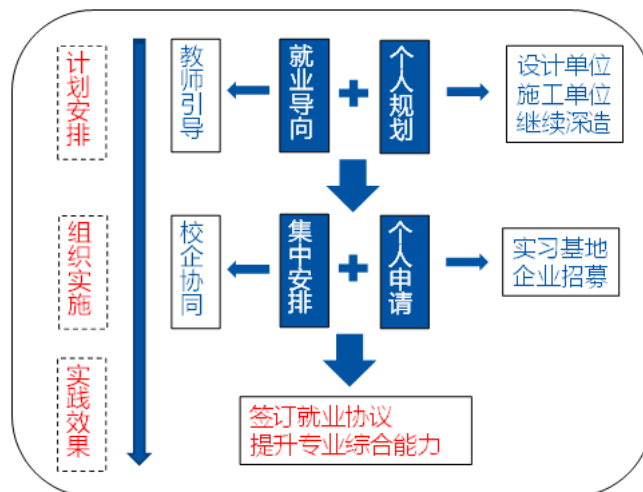 计划安排
教师引导
就业导向
+
个人规划
设计单位
施工单位
继续深造
组织实施
校企协同
集中安排
+
个人申请
实习基地
企业招募
实践效果
签订就业协议
提升专业综合能力